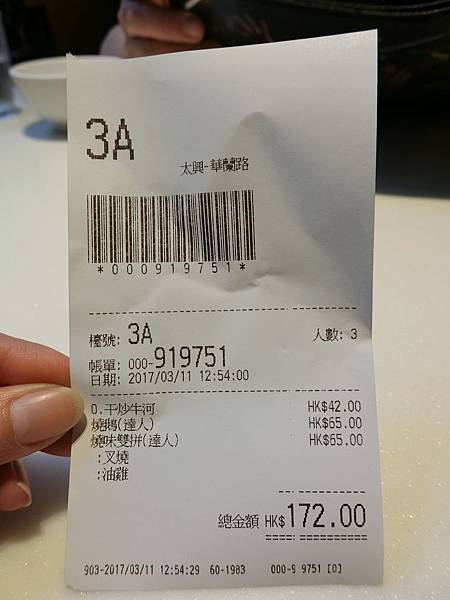 3A
太興-華蘭路
*000919751*
檯號: 3A 人數: 3
帳單: 000-919751
日期: 2017/03/11 12:54:00
0.干炒牛河 HK$42.00
燒鵝(達人) HK$65.00
燒味雙拼(達人) HK$65.00
:叉燒
:油雞
總金額 HK$172.00
903-2017/03/11 12:54:29 60-1983 000-9 9751 [0]